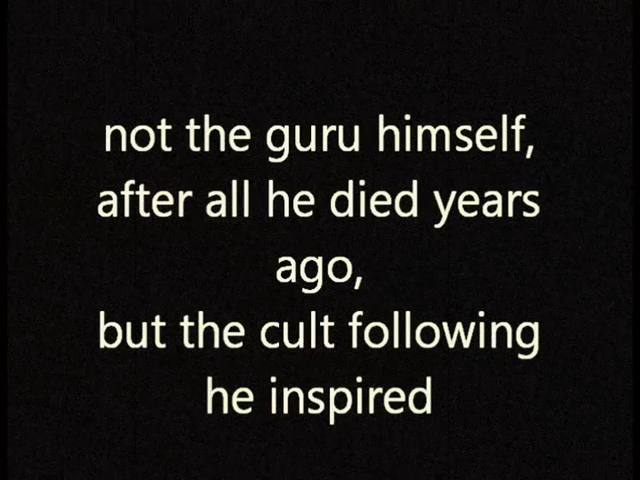 not the guru himself,
after all he died years
ago,
but the cult following
he inspired